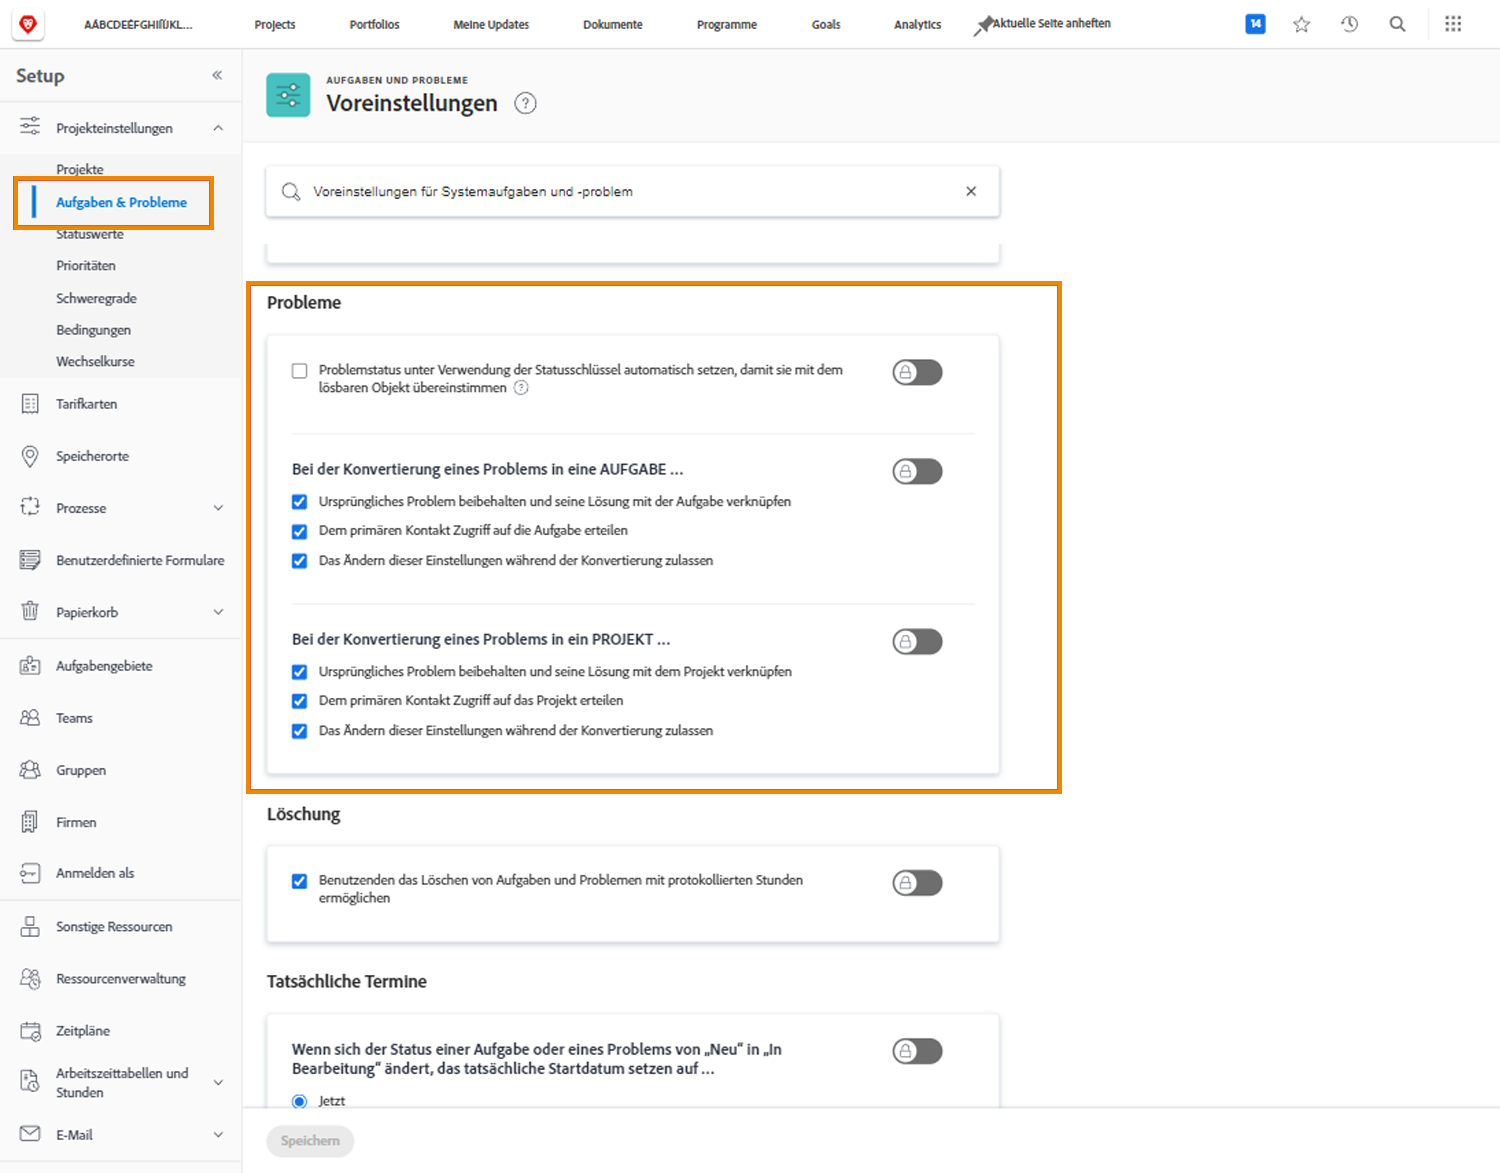 AÁBCDEÉFGHIÍIJKL...
Projects
Portfolios
Meine Updates
Dokumente
Programme
Goals
Analytics
Aktuelle Seite anheften
14
Setup
Projekteinstellungen
Projekte
Aufgaben & Probleme
Statuswerte
Prioritäten
Schweregrade
Bedingungen
Wechselkurse
Tarifkarten
Speicherorte
Prozesse
Benutzerdefinierte Formulare
Papierkorb
Aufgabengebiete
Teams
Gruppen
Firmen
Anmelden als
Sonstige Ressourcen
Ressourcenverwaltung
Zeitpläne
Arbeitszeittabellen und
Stunden
E-Mail
AUFGABEN UND PROBLEME
Voreinstellungen ?
Voreinstellungen für Systemaufgaben und -problem
Probleme
Problemstatus unter Verwendung der Statusschlüssel automatisch setzen, damit sie mit dem
lösbaren Objekt übereinstimmen ?
Bei der Konvertierung eines Problems in eine AUFGABE ...
Ursprüngliches Problem beibehalten und seine Lösung mit der Aufgabe verknüpfen
Dem primären Kontakt Zugriff auf die Aufgabe erteilen
Das Ändern dieser Einstellungen während der Konvertierung zulassen
Bei der Konvertierung eines Problems in ein PROJEKT ...
Ursprüngliches Problem beibehalten und seine Lösung mit dem Projekt verknüpfen
Dem primären Kontakt Zugriff auf das Projekt erteilen
Das Ändern dieser Einstellungen während der Konvertierung zulassen
Löschung
Benutzenden das Löschen von Aufgaben und Problemen mit protokollierten Stunden
ermöglichen
Tatsächliche Termine
Wenn sich der Status einer Aufgabe oder eines Problems von „Neu“ in „In
Bearbeitung“ ändert, das tatsächliche Startdatum setzen auf ...
Jetzt
Speichern